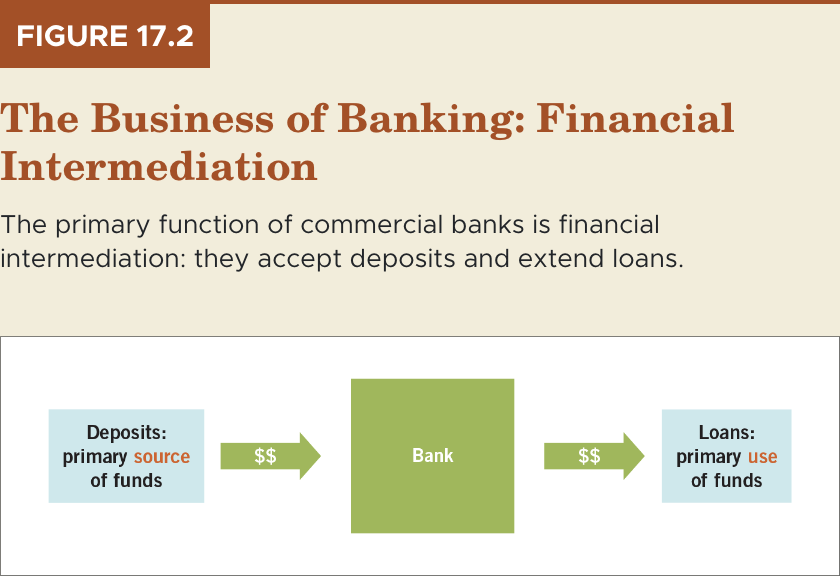 FIGURE 17.2
The Business of Banking: Financial
Intermediation
The primary function of commercial banks is financial
intermediation: they accept deposits and extend loans.
Deposits:
primary source
of funds
$$
Bank
$$
Loans:
primary use
of funds